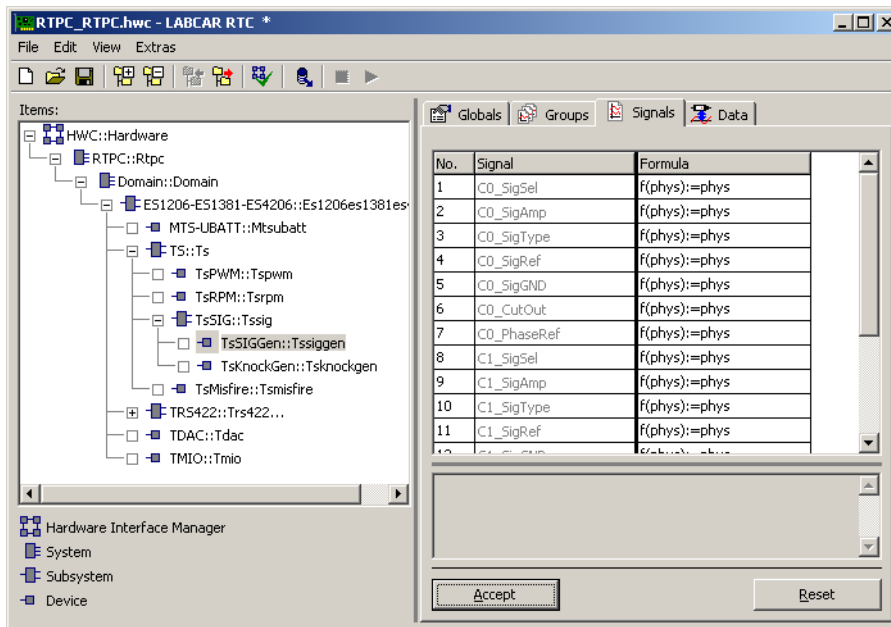 RTPC_RTPC.hwc - LABCAR RTC *
File Edit View Extras
Items:
HWC::Hardware
RTPC::Rtpc
Domain::Domain
ES1206-ES1381-ES4206::Es1206es1381es
MTS-UBATT::Mtsubatt
TS::Ts
TsPWM::Tspwm
TsRPM::Tsrpm
TsSIG::Tssig
TsSIGGen::Tssiggen
TsKnockGen::Tsknockgen
TsMisfire::Tsmisfire
TRS422::Trs422...
TDAC::Tdac
TMIO::Tmio
Hardware Interface Manager
System
Subsystem
Device
Globals Groups Signals Data
No. Signal Formula
1 C0_SigSel f(phys):=phys
2 C0_SigAmp f(phys):=phys
3 C0_SigType f(phys):=phys
4 C0_SigRef f(phys):=phys
5 C0_SigGND f(phys):=phys
6 C0_CutOut f(phys):=phys
7 C0_PhaseRef f(phys):=phys
8 C1_SigSel f(phys):=phys
9 C1_SigAmp f(phys):=phys
10 C1_SigType f(phys):=phys
11 C1_SigRef f(phys):=phys
Accept Reset